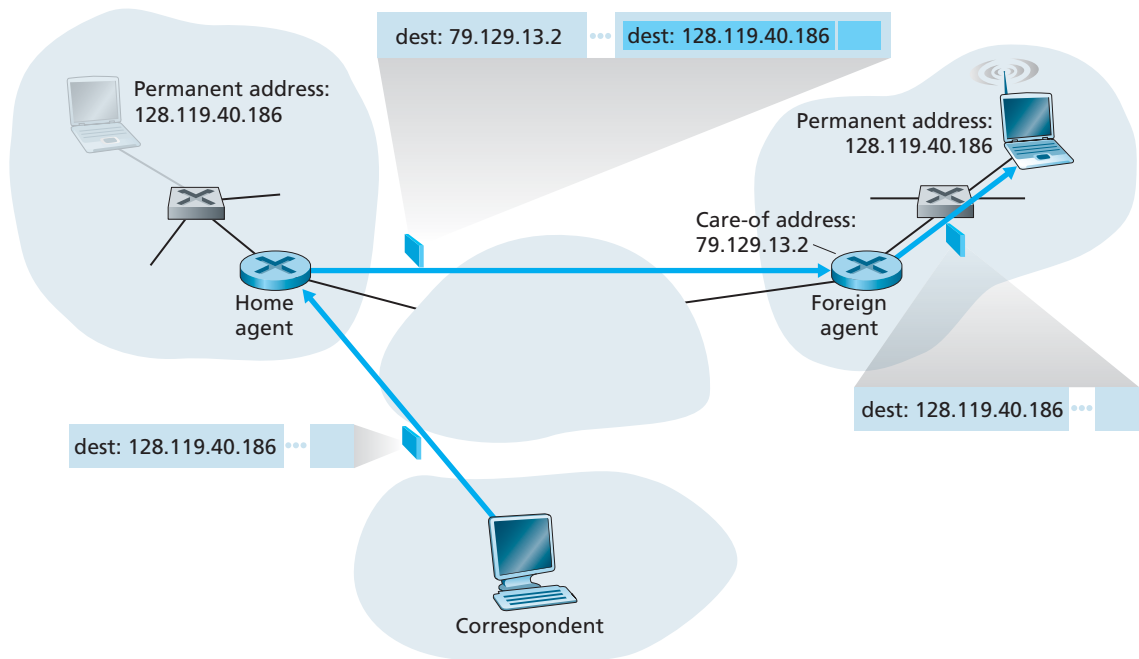 dest: 79.129.13.2
dest: 128.119.40.186
Permanent address:
128.119.40.186
Permanent address:
128.119.40.186
Care-of address:
79.129.13.2
Home
agent
Foreign
agent
dest: 128.119.40.186
dest: 128.119.40.186
Correspondent